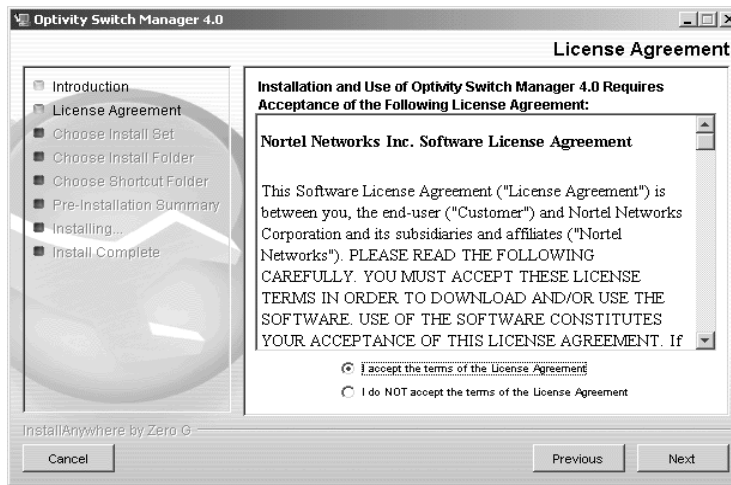 Optivity Switch Manager 4.0
License Agreement
Introduction
License Agreement
Choose Install Set
Choose Install Folder
Choose Shortcut Folder
Pre-Installation Summary
Installing...
Install Complete
Installation and Use of Optivity Switch Manager 4.0 Requires
Acceptance of the Following License Agreement:
Nortel Networks Inc. Software License Agreement
This Software License Agreement ("License Agreement") is
between you, the end-user ("Customer") and Nortel Networks
Corporation and its subsidiaries and affiliates ("Nortel
Networks"). PLEASE READ THE FOLLOWING
CAREFULLY. YOU MUST ACCEPT THESE LICENSE
TERMS IN ORDER TO DOWNLOAD AND/OR USE THE
SOFTWARE. USE OF THE SOFTWARE CONSTITUTES
YOUR ACCEPTANCE OF THIS LICENSE AGREEMENT. If
I accept the terms of the License Agreement
I do NOT accept the terms of the License Agreement
InstallAnywhere by Zero G
Cancel
Previous
Next